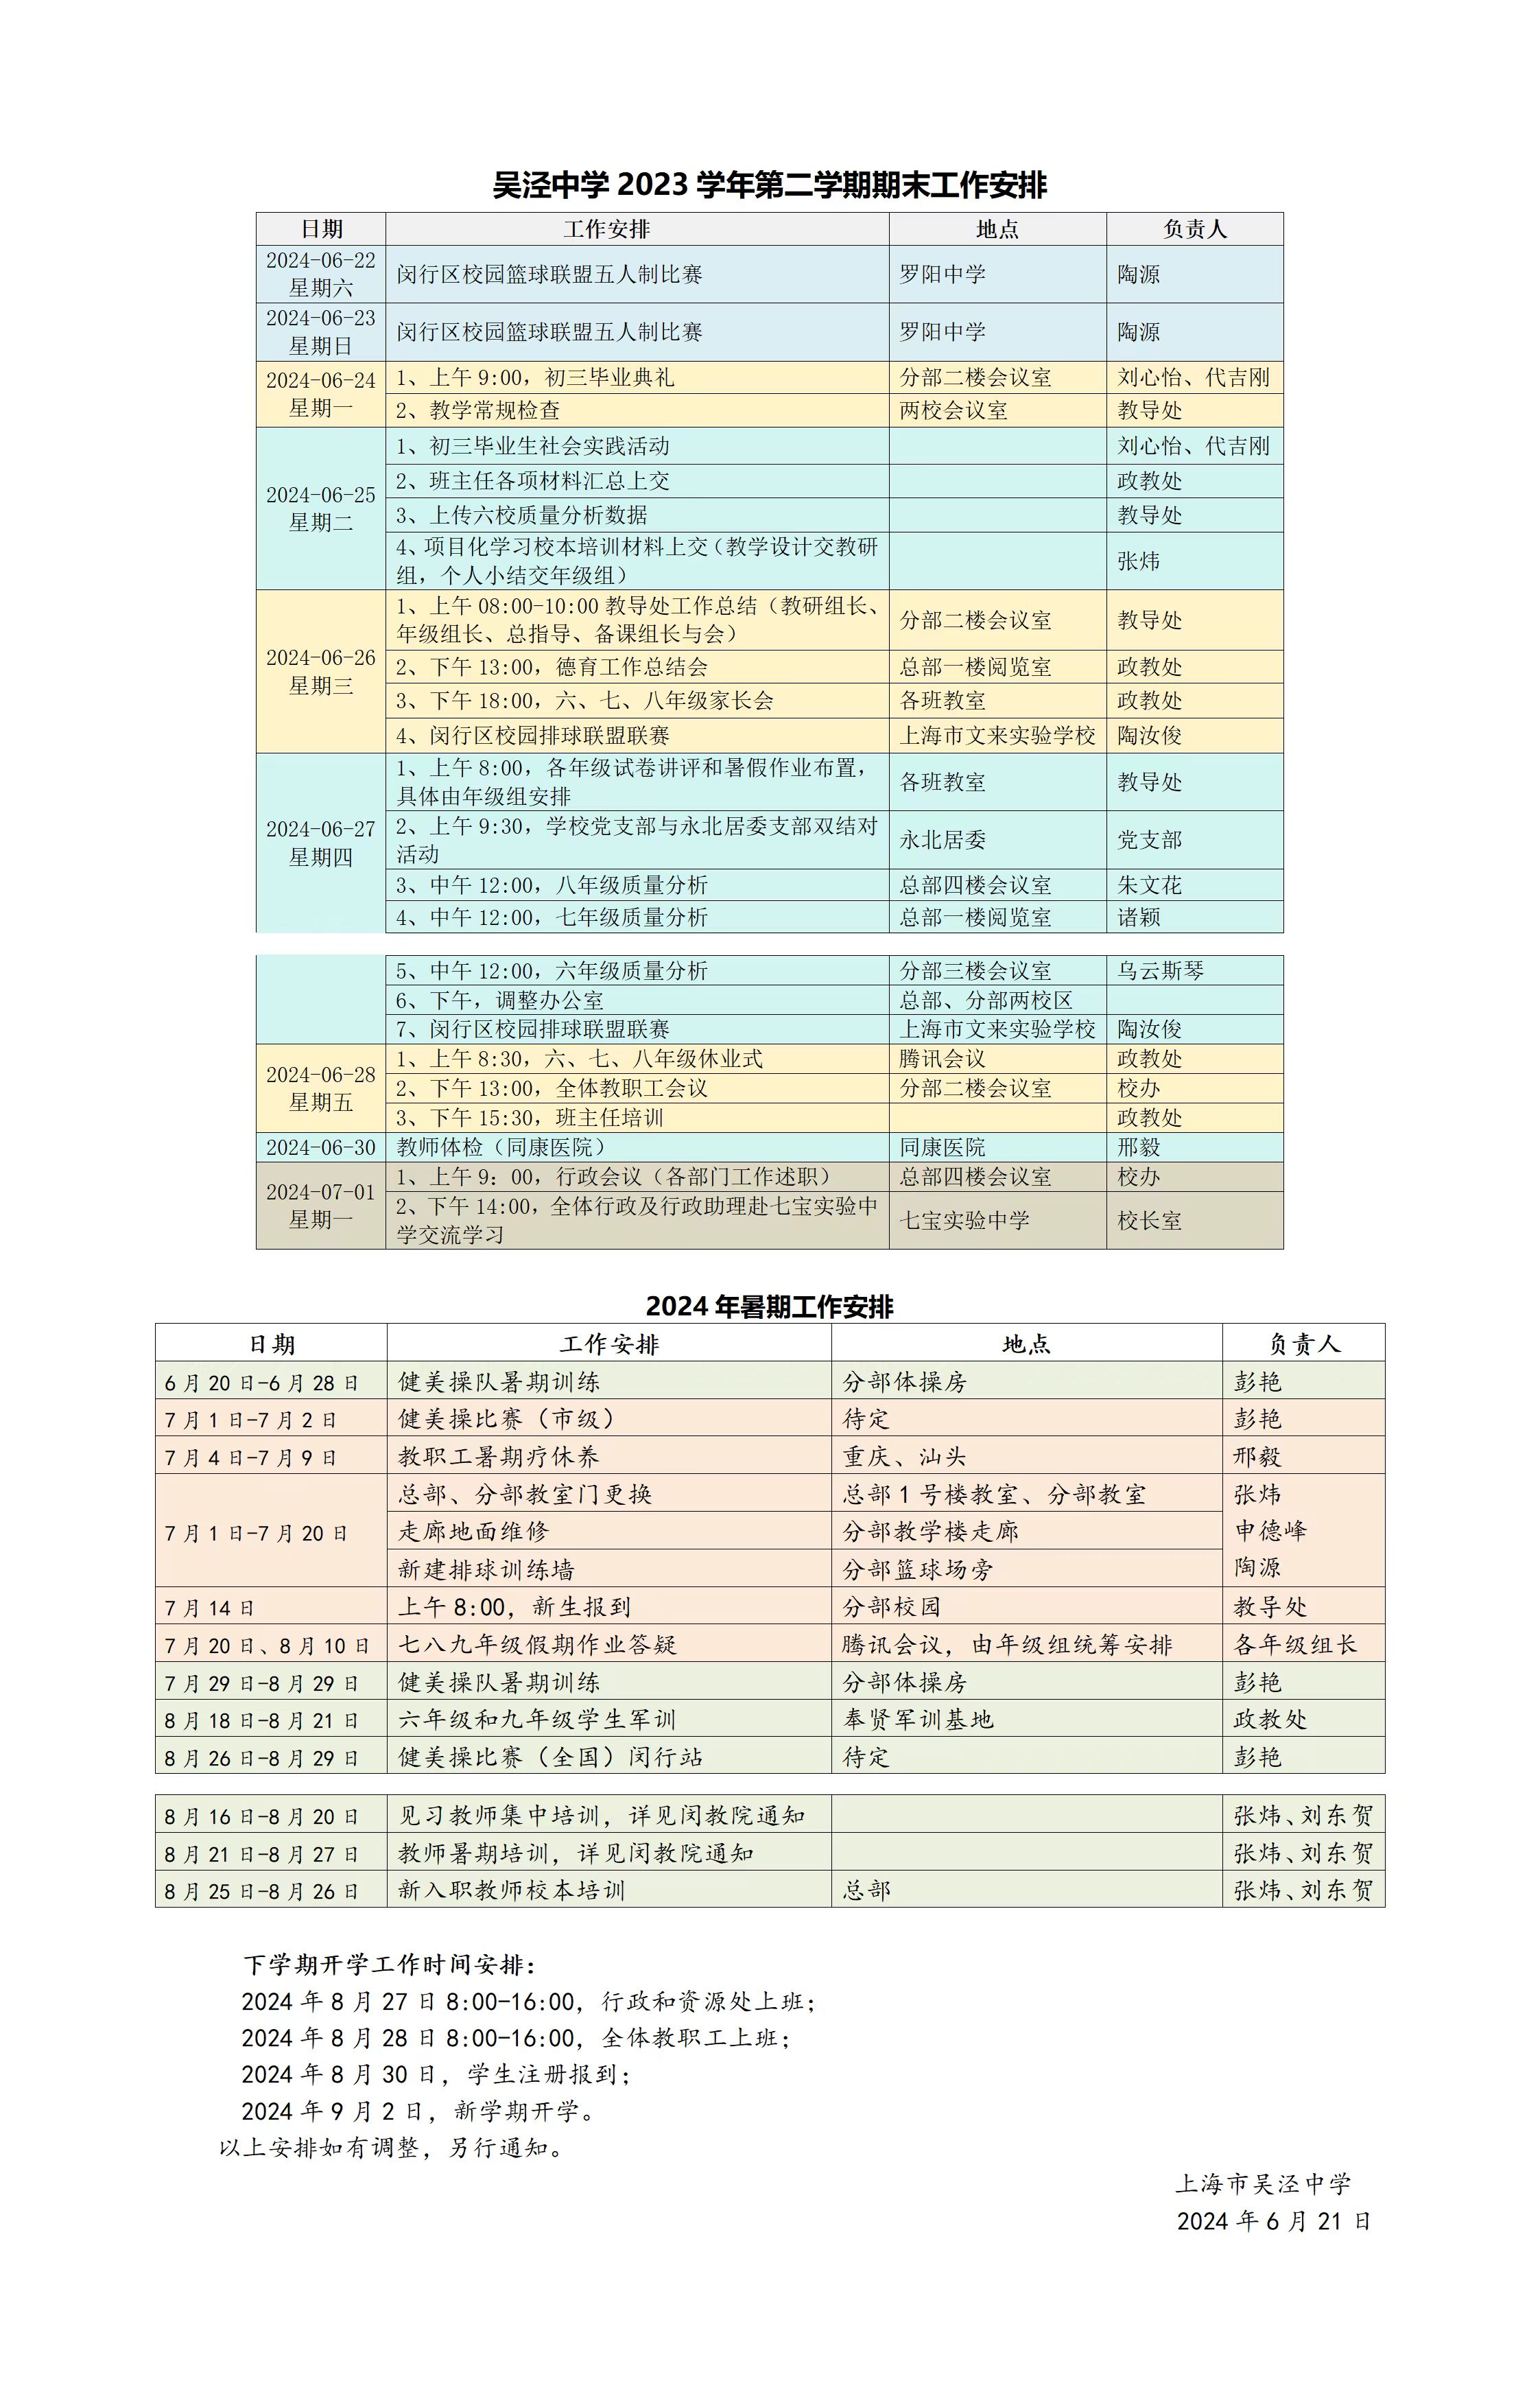 吴泾中学 2023 学年第二学期期末工作安排
日期 工作安排 地点 负责人
2024-06-22
星期六
闵行区校园篮球联盟五人制比赛 罗阳中学 陶源
2024-06-23
星期日
闵行区校园篮球联盟五人制比赛 罗阳中学 陶源
2024-06-24
星期一
1、上午 9:00，初三毕业典礼 分部二楼会议室 刘心怡、代吉刚
2、教学常规检查 两校会议室 教导处
2024-06-25
星期二
1、初三毕业生社会实践活动 刘心怡、代吉刚
2、班主任各项材料汇总上交 政教处
3、上传六校质量分析数据 教导处
4、项目化学习校本培训材料上交（教学设计交教研
组，个人小结交年级组） 张炜
2024-06-26
星期三
1、上午 08:00-10:00 教导处工作总结（教研组长、
年级组长、总指导、备课组长与会） 分部二楼会议室 教导处
2、下午 13:00，德育工作总结会 总部一楼阅览室 政教处
3、下午 18:00，六、七、八年级家长会 各班教室 政教处
4、闵行区校园排球联盟联赛 上海市文来实验学校 陶汝俊
2024-06-27
星期四
1、上午 8:00，各年级试卷讲评和暑假作业布置，
具体由年级组安排 各班教室 教导处
2、上午 9:30，学校党支部与永北居委支部双结对
活动 永北居委 党支部
3、中午 12:00，八年级质量分析 总部四楼会议室 朱文花
4、中午 12:00，七年级质量分析 总部一楼阅览室 诸颖
5、中午 12:00，六年级质量分析 分部三楼会议室 乌云斯琴
6、下午，调整办公室 总部、分部两校区
7、闵行区校园排球联盟联赛 上海市文来实验学校 陶汝俊
2024-06-28
星期五
1、上午 8:30，六、七、八年级休业式 腾讯会议 政教处
2、下午 13:00，全体教职工会议 分部二楼会议室 校办
3、下午 15:30，班主任培训 政教处
2024-06-30 教师体检（同康医院） 同康医院 邢毅
2024-07-01
星期一
1、上午 9：00，行政会议（各部门工作述职） 总部四楼会议室 校办
2、下午 14:00，全体行政及行政助理赴七宝实验中
学交流学习 七宝实验中学 校长室
2024 年暑期工作安排
日期 工作安排 地点 负责人
6 月 20 日-6 月 28 日 健美操队暑期训练 分部体操房 彭艳
7 月 1 日-7 月 2 日 健美操比赛（市级） 待定 彭艳
7 月 4 日-7 月 9 日 教职工暑期疗休养 重庆、汕头 邢毅
7 月 1 日-7 月 20 日
总部、分部教室门更换 总部 1 号楼教室、分部教室 张炜
走廊地面维修 分部教学楼走廊 申德峰
新建排球训练墙 分部篮球场旁 陶源
7 月 14 日 上午 8:00，新生报到 分部校园 教导处
7 月 20 日、8 月 10 日 七八九年级假期作业答疑 腾讯会议，由年级组统筹安排 各年级组长
7 月 29 日-8 月 29 日 健美操队暑期训练 分部体操房 彭艳
8 月 18 日-8 月 21 日 六年级和九年级学生军训 奉贤军训基地 政教处
8 月 26 日-8 月 29 日 健美操比赛（全国）闵行站 待定 彭艳
8 月 16 日-8 月 20 日 见习教师集中培训，详见闵教院通知 张炜、刘东贺
8 月 21 日-8 月 27 日 教师暑期培训，详见闵教院通知 张炜、刘东贺
8 月 25 日-8 月 26 日 新入职教师校本培训 总部 张炜、刘东贺
下学期开学工作时间安排：
2024 年 8 月 27 日 8:00-16:00，行政和资源处上班；
2024 年 8 月 28 日 8:00-16:00，全体教职工上班；
2024 年 8 月 30 日，学生注册报到；
2024 年 9 月 2 日，新学期开学。
以上安排如有调整，另行通知。
上海市吴泾中学
2024 年 6 月 21 日